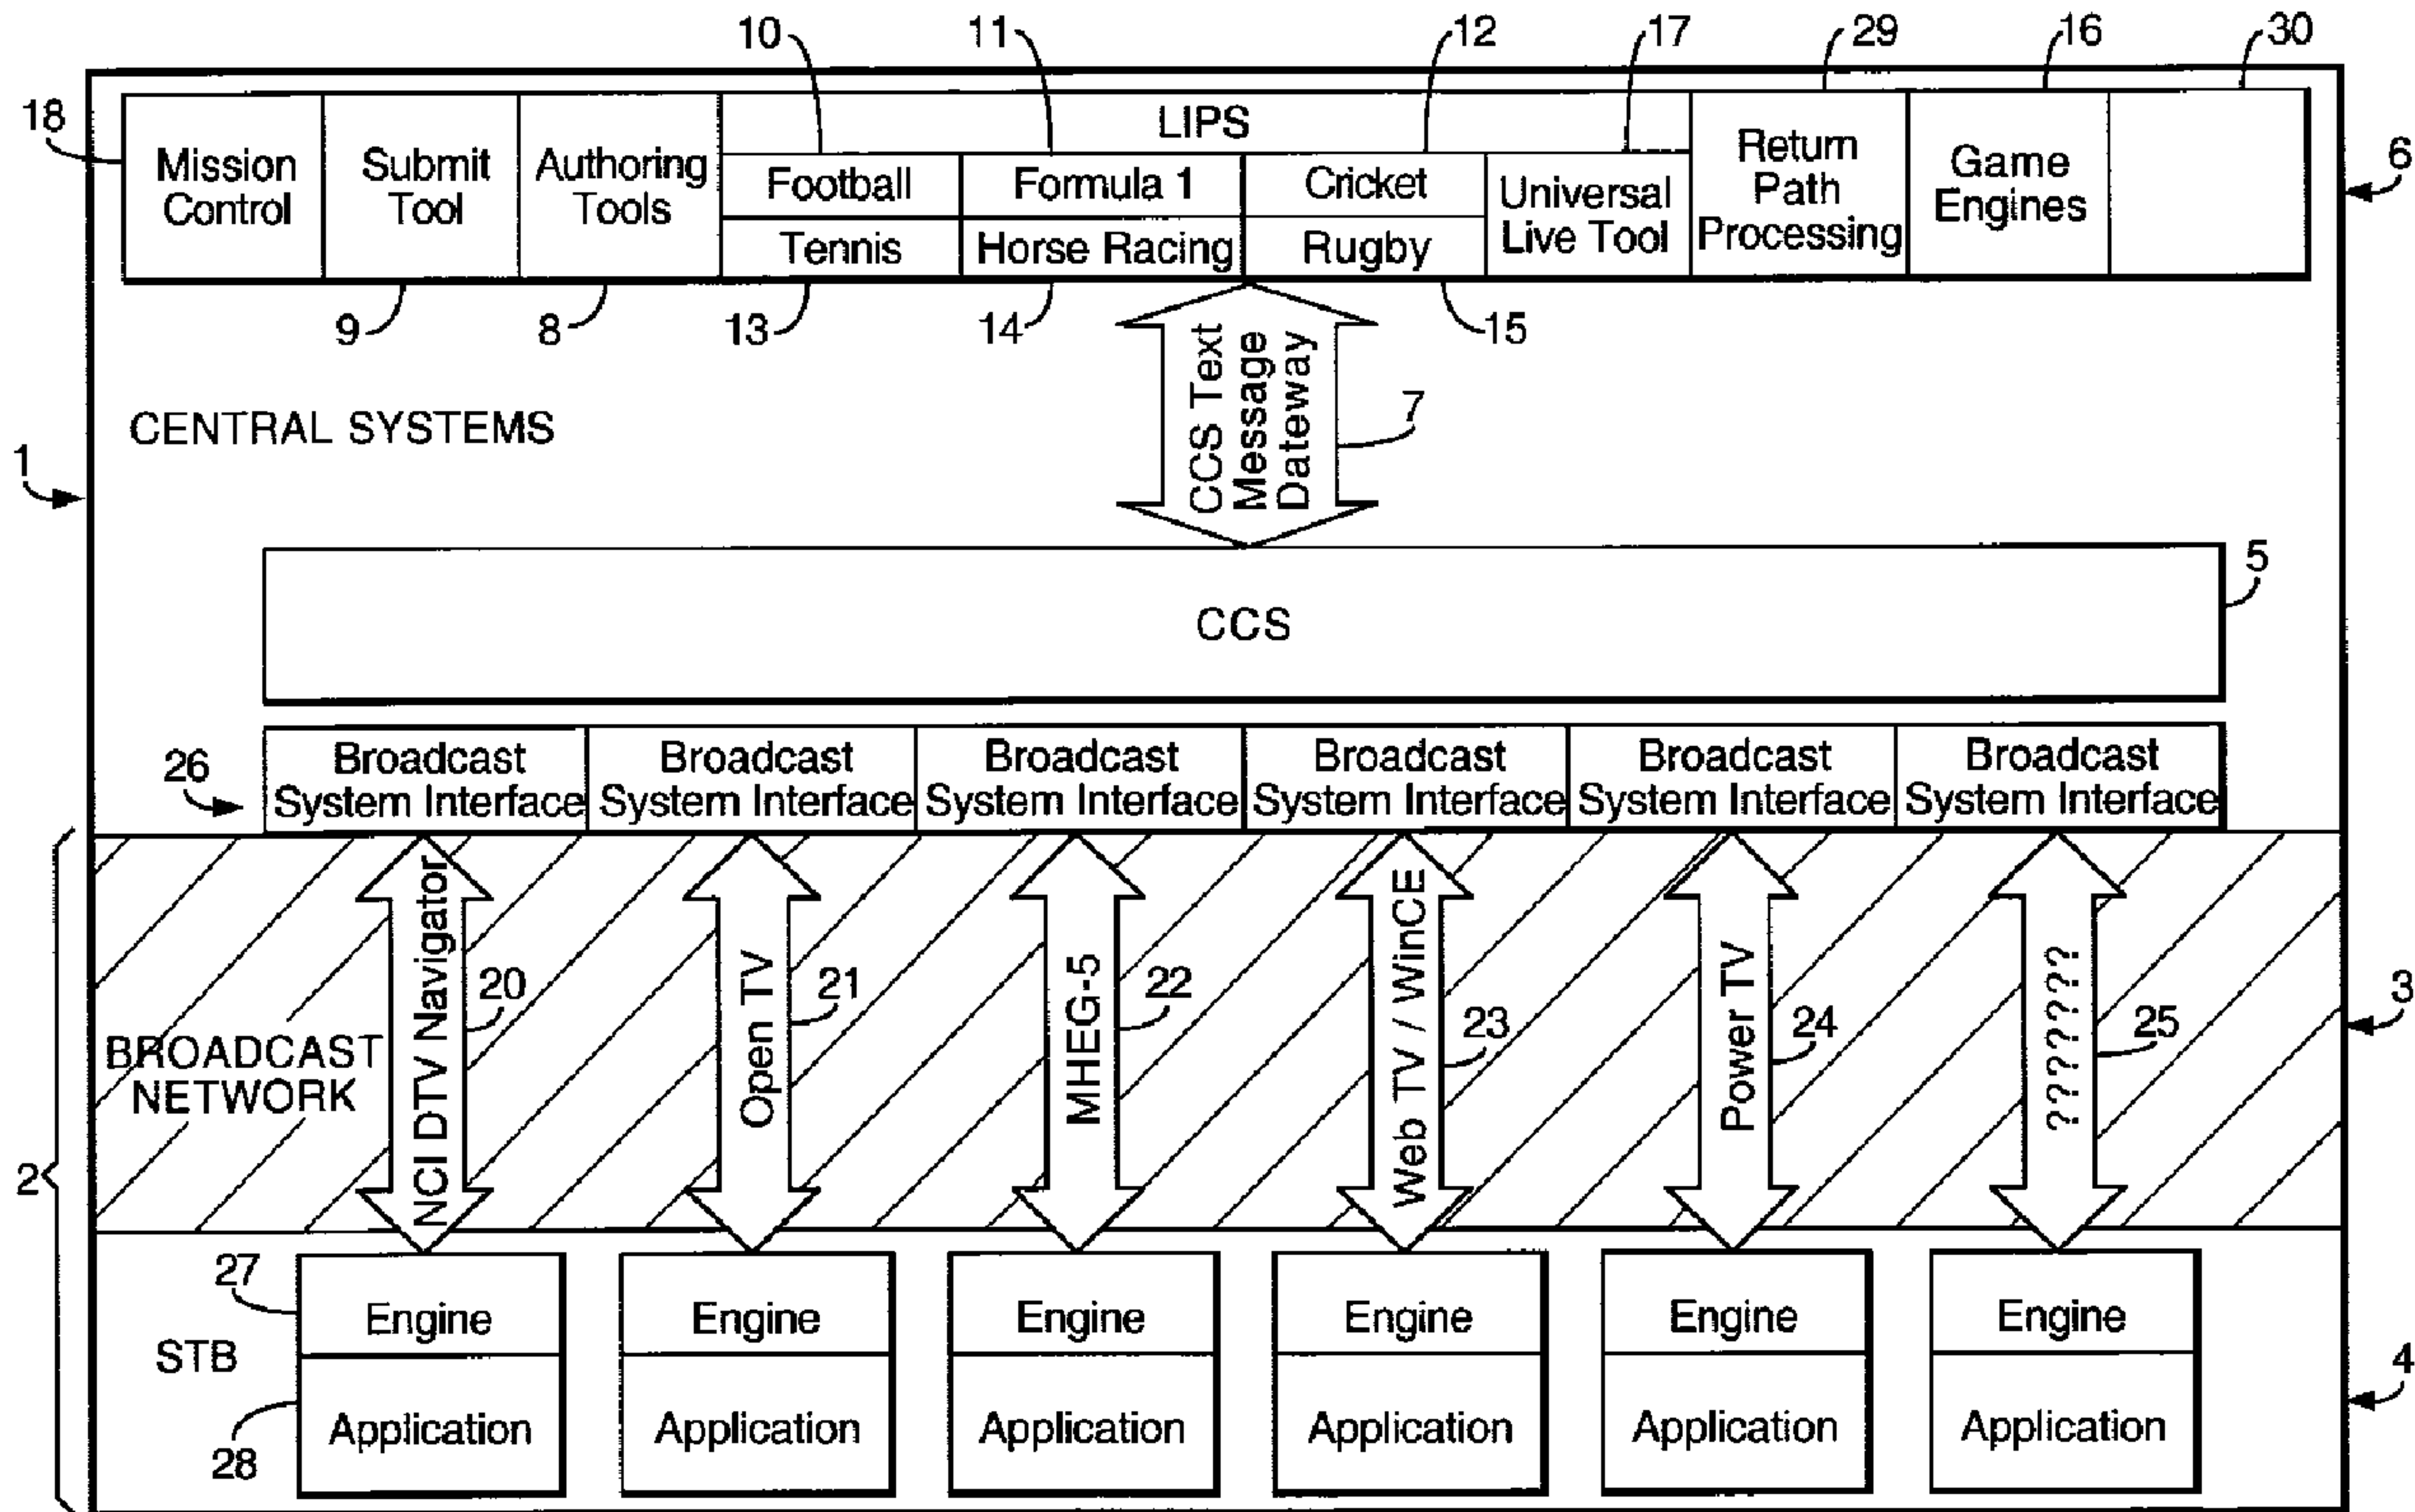 10
11
12
17
29
16
30
18
Mission
Control
Submit
Tool
Authoring
Tools
LIPS
Football
Formula 1
Cricket
Tennis
Horse Racing
Rugby
Universal
Live Tool
Return
Path
Processing
Game
Engines
6
9
8
13
14
15
CCS Text
Message
Dateway
7
CENTRAL SYSTEMS
1
5
CCS
26
Broadcast
System Interface
Broadcast
System Interface
Broadcast
System Interface
Broadcast
System Interface
Broadcast
System Interface
Broadcast
System Interface
NCI DTV Navigator
20
Open TV
21
MHEG-5
22
Web TV / WinCE
23
Power TV
24
????????
25
3
BROADCAST
NETWORK
2
27
STB
28
Engine
Application
Engine
Application
Engine
Application
Engine
Application
Engine
Application
Engine
Application
4